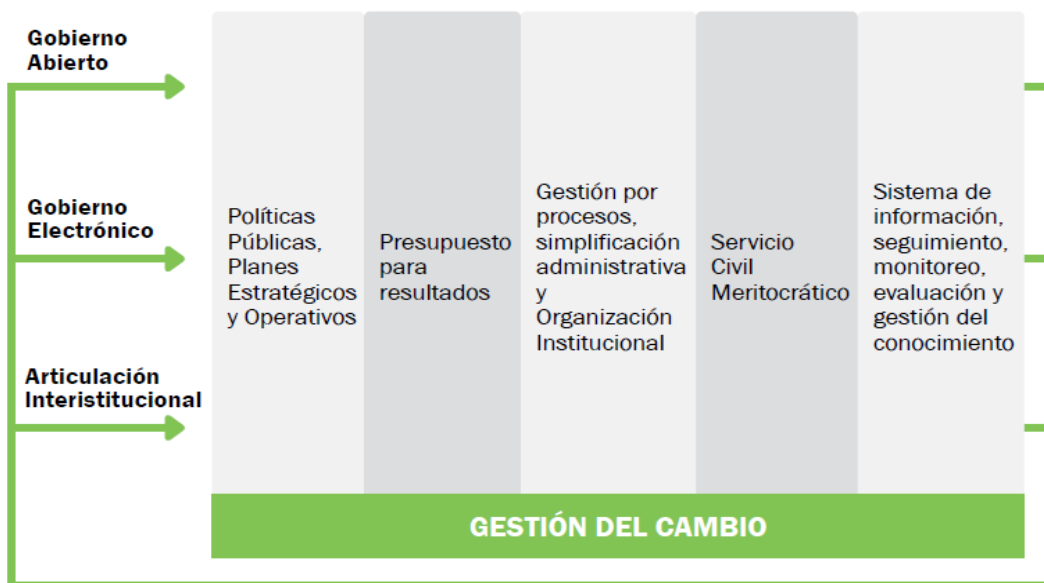 Gobierno
Abierto
Gobierno
Electrónico
Articulación
Interistitucional
Políticas
Públicas,
Planes
Estratégicos
y Operativos
Presupuesto
para
resultados
Gestión por
procesos,
simplificación
administrativa
y
Organización
Institucional
Servicio
Civil
Meritocrático
Sistema de
información,
seguimiento,
monitoreo,
evaluación y
gestión del
conocimiento
GESTIÓN DEL CAMBIO